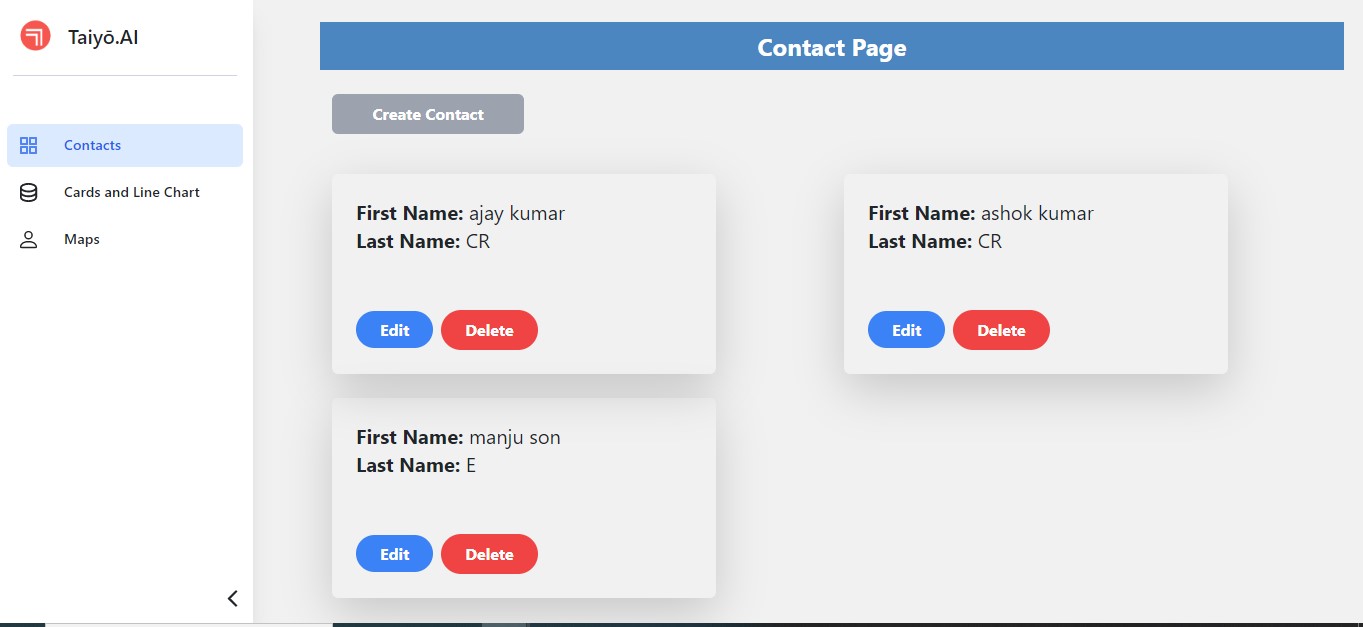 Taiyō.AI
Contacts
Cards and Line Chart
Maps
Contact Page
Create Contact
First Name: ajay kumar
Last Name: CR
Edit Delete
First Name: ashok kumar
Last Name: CR
Edit Delete
First Name: manju son
Last Name: E
Edit Delete